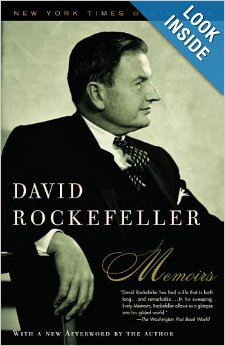 LOOK
INSIDE
NEW YORK TIMES B
DAVID
ROCKEFELLER
Memoirs
"David Rockefeller has had a life that is both
long... and remarkable.... In his sweeping,
lively Memoirs, Rockefeller allows us a glimpse
into his gilded world."
—The Washington Post Book World
WITH A NEW AFTERWORD BY THE AUTHOR